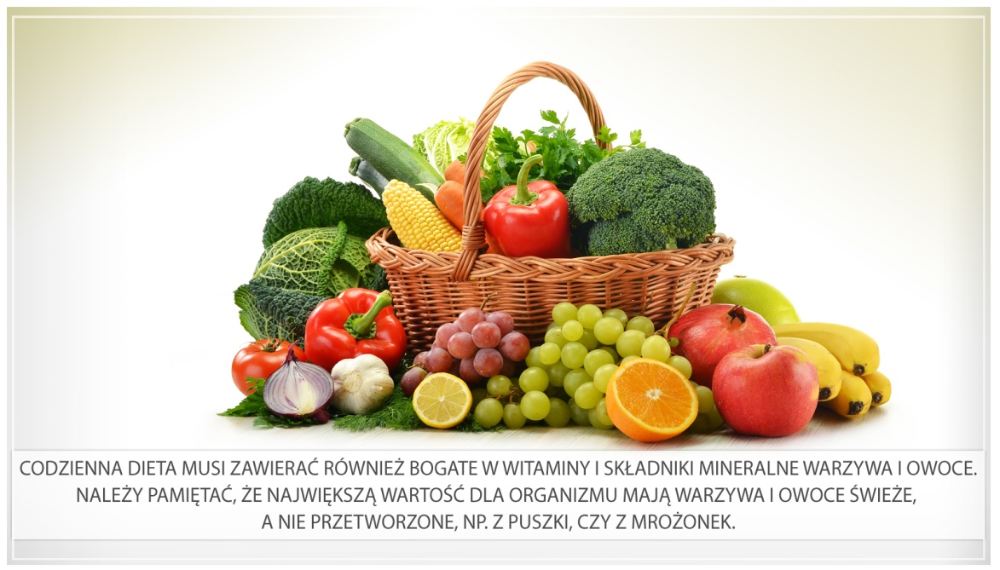 CODZIENNA DIETA MUSI ZAWIERAĆ RÓWNIEŻ BOGATE W WITAMINY I SKŁADNIKI MINERALNE WARZYWA I OWOCE.
NALEŻY PAMIĘTAĆ, ŻE NAJWIĘKSZĄ WARTOŚĆ DLA ORGANIZMU MAJĄ WARZYWA I OWOCE ŚWIEŻE,
A NIE PRZETWORZONE, NP. Z PUSZKI, CZY Z MROŻONEK.